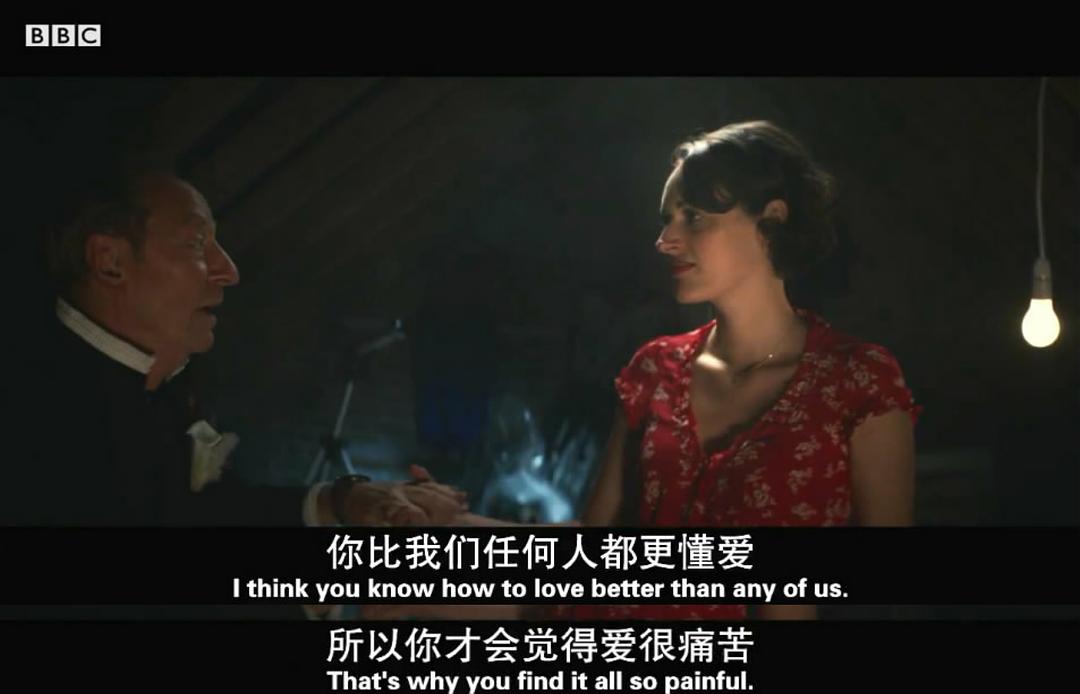 BBC
你比我们任何人都更懂爱
I think you know how to love better than any of us.
所以你才会觉得爱很痛苦
That's why you find it all so painful.